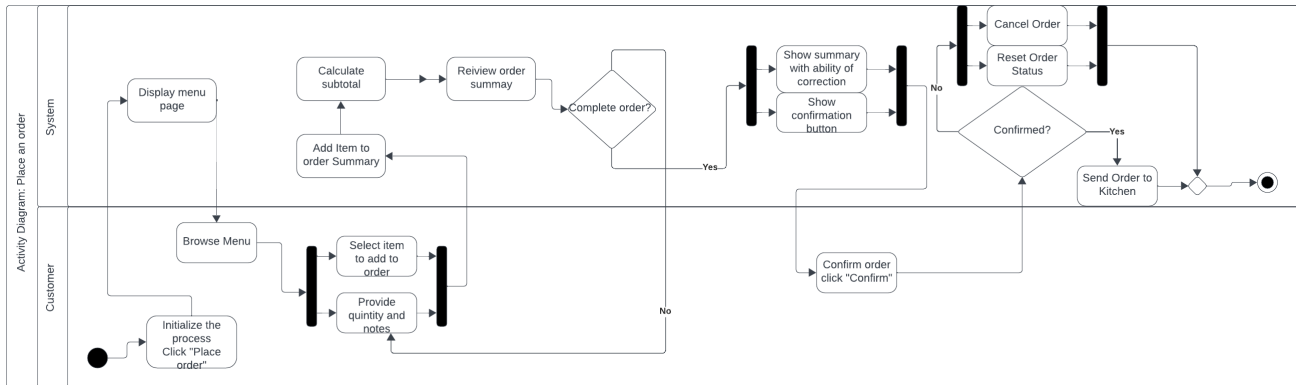 Activity Diagram: Place an order
System
Customer
Display menu
page
Calculate
subtotal
Reiview order
summay
Add Item to
order Summary
Complete order?
Yes
No
Show summary
with ability of
correction
Show
confirmation
button
No
Cancel Order
Reset Order
Status
Confirmed?
Yes
Send Order to
Kitchen
Browse Menu
Select item
to add to
order
Provide
quintity and
notes
Initialize the
process
Click "Place
order"
Confirm order
click "Confirm"